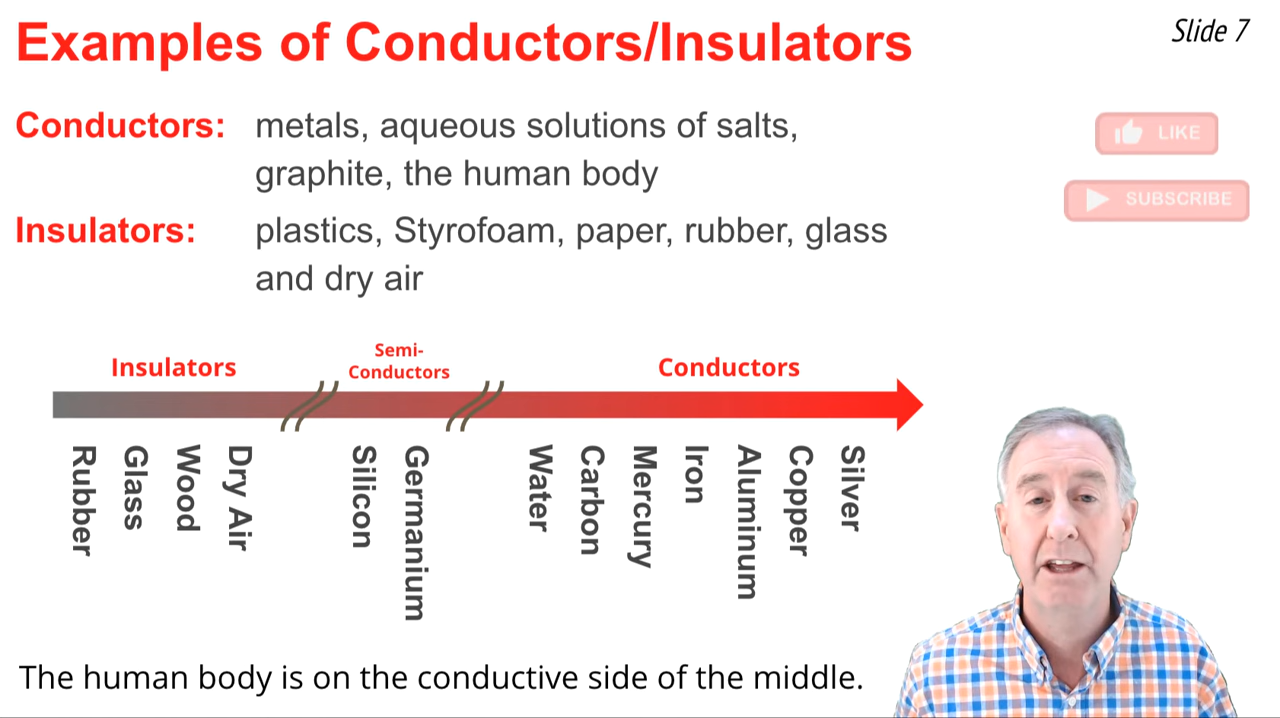 Examples of Conductors/Insulators
Slide 7
Conductors: metals, aqueous solutions of salts,
graphite, the human body
LIKE
SUBSCRIBE
Insulators: plastics, Styrofoam, paper, rubber, glass
and dry air
Insulators
Semi-
Conductors
Conductors
Rubber
Glass
Wood
Dry Air
Silicon
Germanium
Water
Carbon
Mercury
Iron
Aluminum
Copper
Silver
The human body is on the conductive side of the middle.